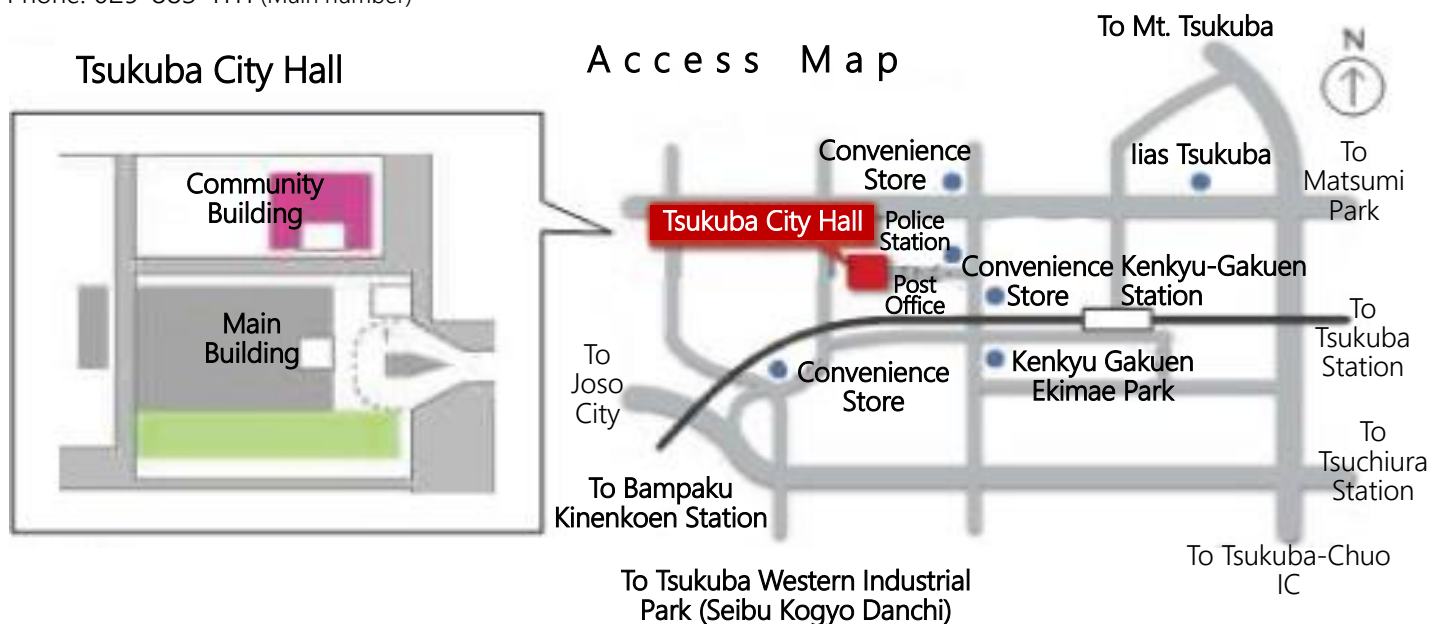 Tsukuba City Hall
Access Map
To Mt. Tsukuba
N
Community
Building
Main
Building
Convenience
Store
Iias Tsukuba
To
Matsumi
Park
Tsukuba City Hall
Police
Station
Post
Office
Convenience
Store
Kenkyu-Gakuen
Station
To
Tsukuba
Station
To
Joso
City
Convenience
Store
Kenkyu Gakuen
Ekimae Park
To
Tsuchiura
Station
To Bampaku
Kinenkoen Station
To Tsukuba-Chuo
IC
To Tsukuba Western Industrial
Park (Seibu Kogyo Danchi)